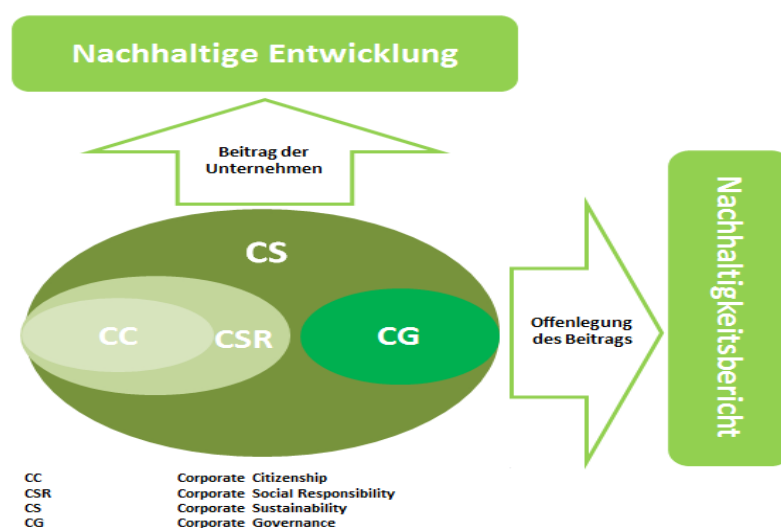 Nachhaltige Entwicklung
Beitrag der
Unternehmen
CS
CC
CSR
CG
Offenlegung
des Beitrags
Nachhaltigkeitsbericht
CC Corporate Citizenship
CSR Corporate Social Responsibility
CS Corporate Sustainability
CG Corporate Governance